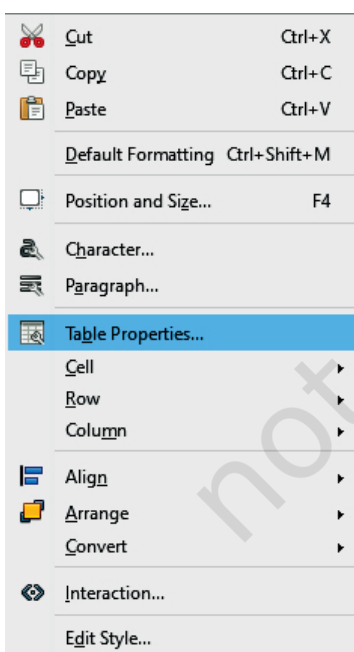 Cut Ctrl+X
Copy Ctrl+C
Paste Ctrl+V
Default Formatting Ctrl+Shift+M
Position and Size... F4
Character...
Paragraph...
Table Properties...
Cell
Row
Column
Align
Arrange
Convert
Interaction...
Edit Style...
not